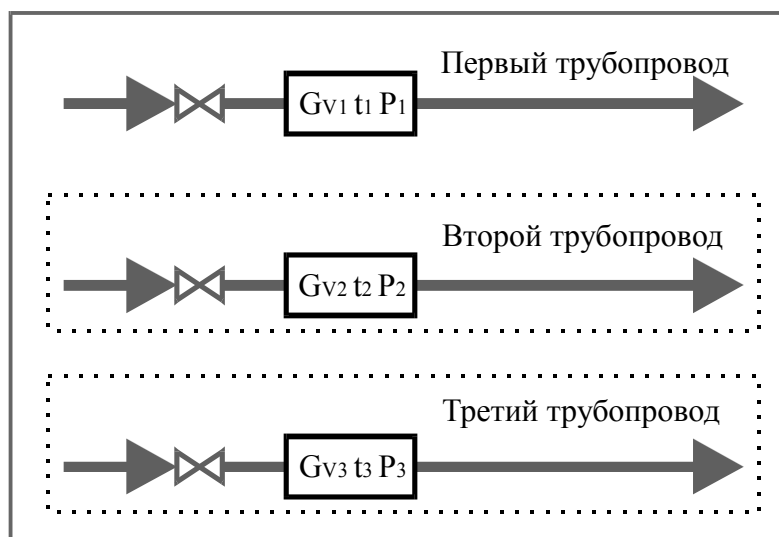 Первый трубопровод
GV1 t1 P1
Второй трубопровод
GV2 t2 P2
Третий трубопровод
GV3 t3 P3